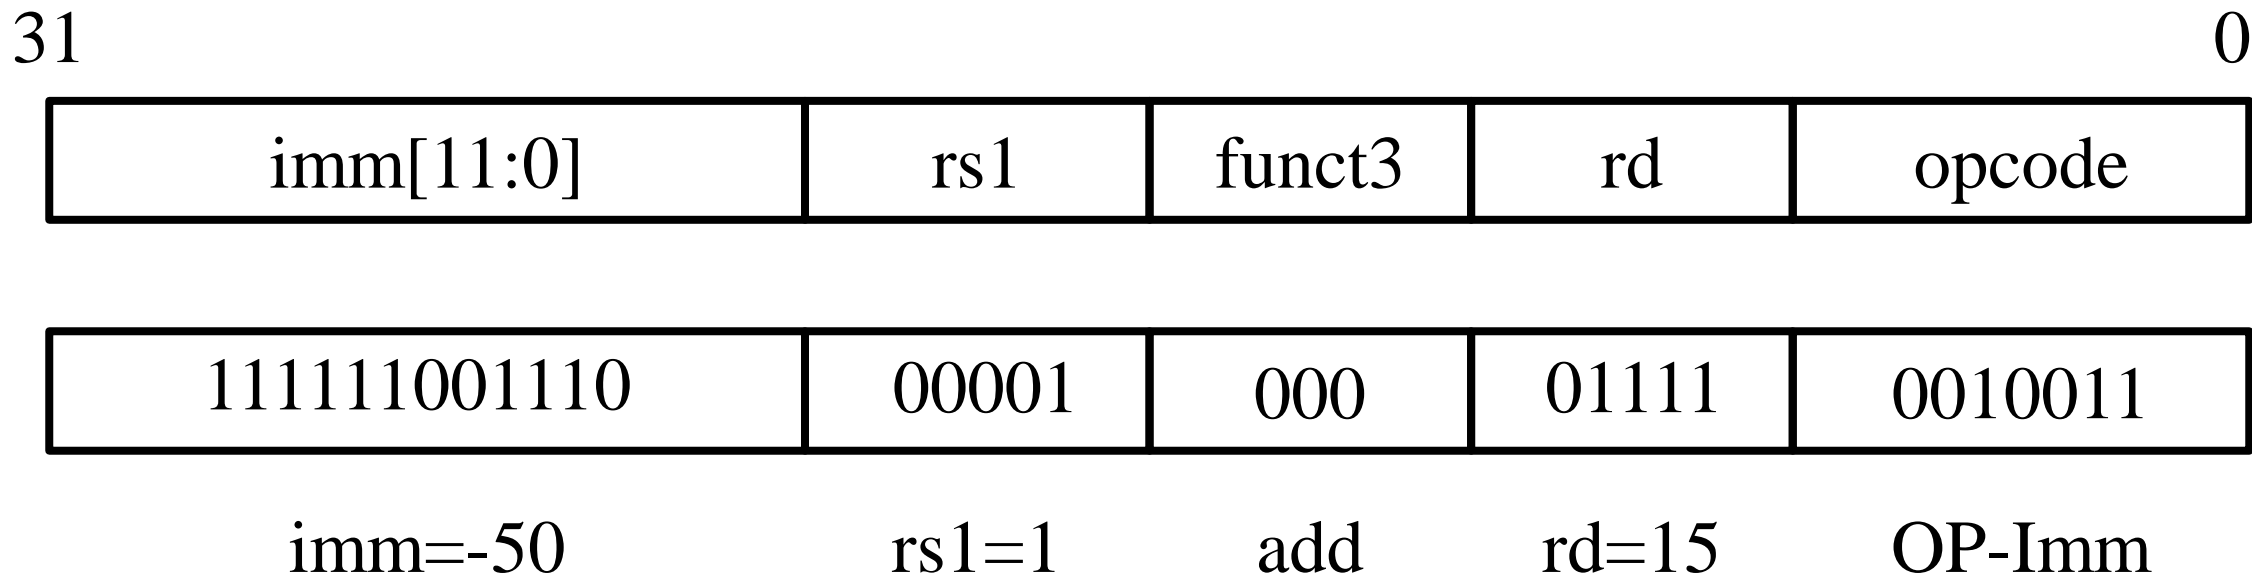 31 0
imm[11:0] rs1 funct3 rd opcode
111111001110 00001 000 01111 0010011
imm=-50 rs1=1 add rd=15 OP-Imm